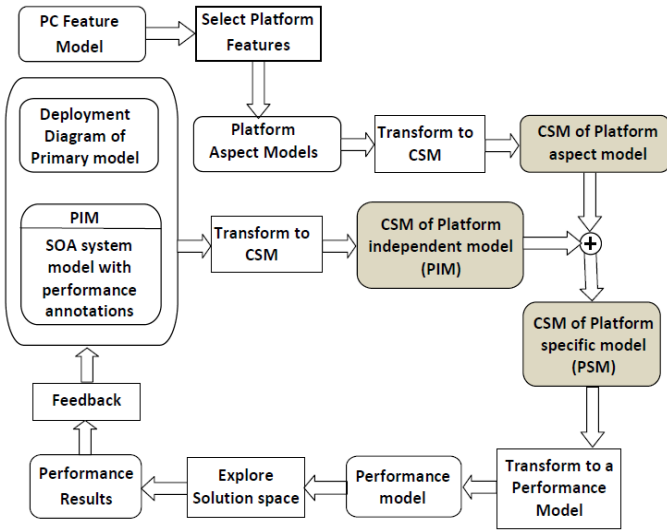 PC Feature
Model
Select Platform
Features
Deployment
Diagram of
Primary model
Platform
Aspect Models
Transform to
CSM
CSM of Platform
aspect model
PIM
SOA system
model with
performance
annotations
Transform to
CSM
CSM of Platform
independent model
(PIM)
+
CSM of Platform
specific model
(PSM)
Feedback
Performance
Results
Explore
Solution space
Performance
model
Transform to a
Performance
Model